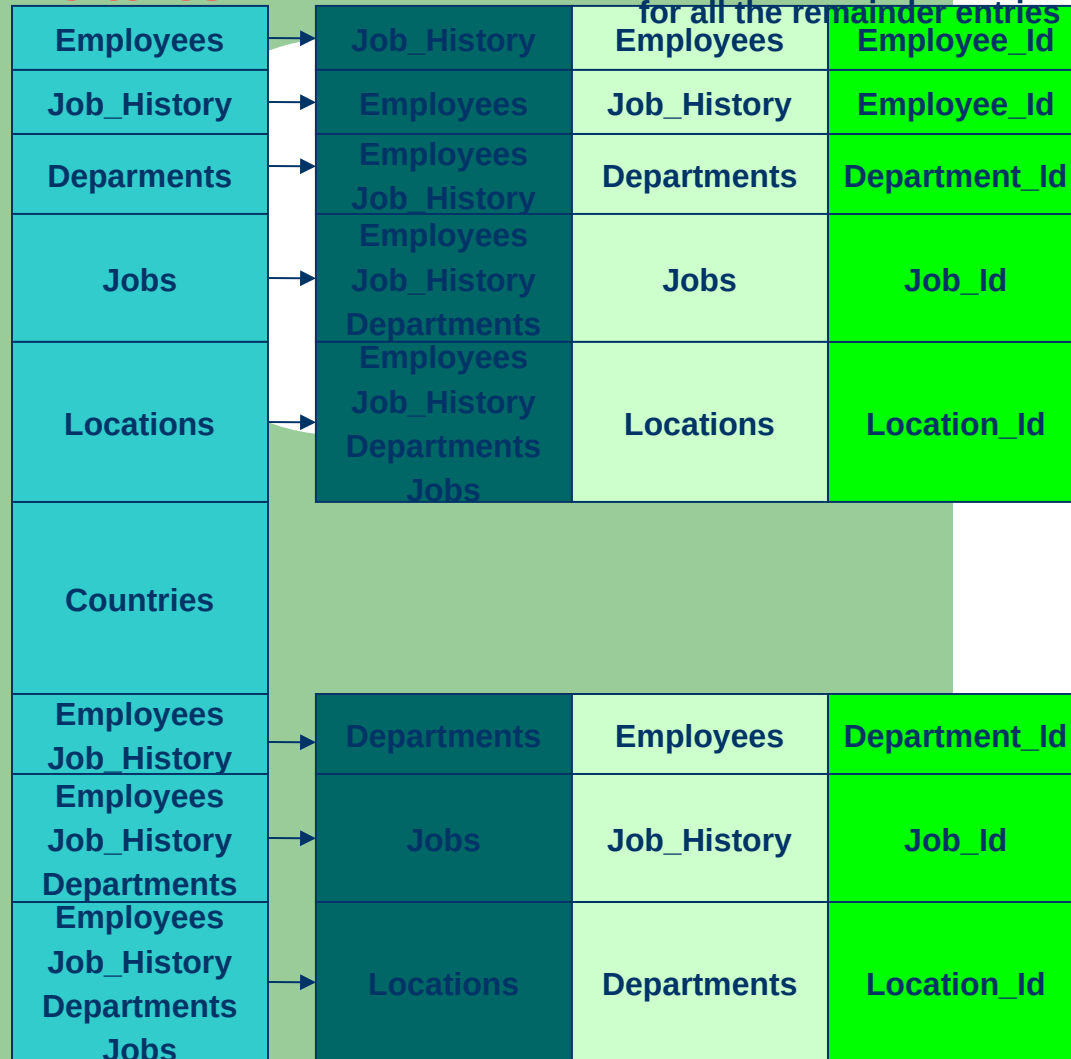 for all the remainder entries
Employees Job_History Employees Employee_Id
Job_History Employees Job_History Employee_Id
Deparments Employees Departments Department_Id
Job_History
Jobs Employees Jobs Job_Id
Job_History
Departments
Locations Employees Locations Location_Id
Job_History
Departments
Jobs
Countries
Employees Departments Employees Department_Id
Job_History
Employees Jobs Job_History Job_Id
Job_History
Departments
Employees Locations Departments Location_Id
Job_History
Departments
Jobs